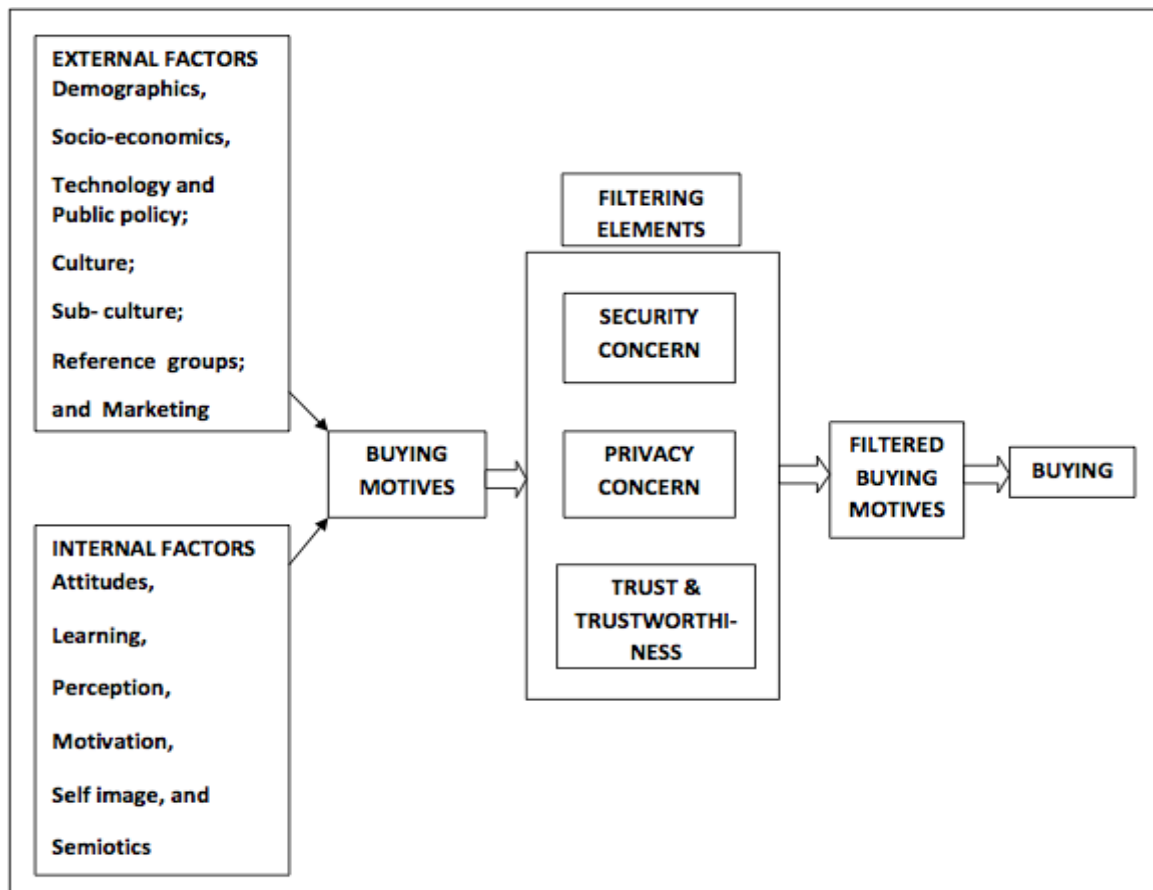 EXTERNAL FACTORS
Demographics,
Socio-economics,
Technology and
Public policy;
Culture;
Sub- culture;
Reference groups;
and Marketing
INTERNAL FACTORS
Attitudes,
Learning,
Perception,
Motivation,
Self image, and
Semiotics
BUYING
MOTIVES
FILTERING
ELEMENTS
SECURITY
CONCERN
PRIVACY
CONCERN
TRUST &
TRUSTWORTHI-
NESS
FILTERED
BUYING
MOTIVES
BUYING